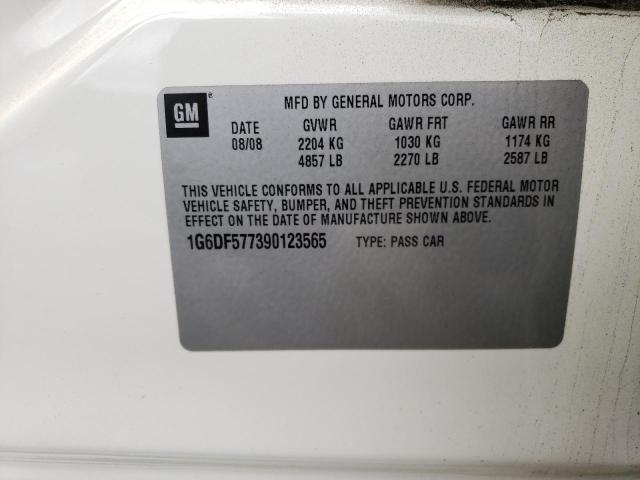 GM ®
MFD BY GENERAL MOTORS CORP.
DATE GVWR GAWR FRT GAWR RR
08/08 2204 KG 1030 KG 1174 KG
4857 LB 2270 LB 2587 LB
THIS VEHICLE CONFORMS TO ALL APPLICABLE U.S. FEDERAL MOTOR
VEHICLE SAFETY, BUMPER, AND THEFT PREVENTION STANDARDS IN
EFFECT ON THE DATE OF MANUFACTURE SHOWN ABOVE.
1G6DF577390123565 TYPE: PASS CAR